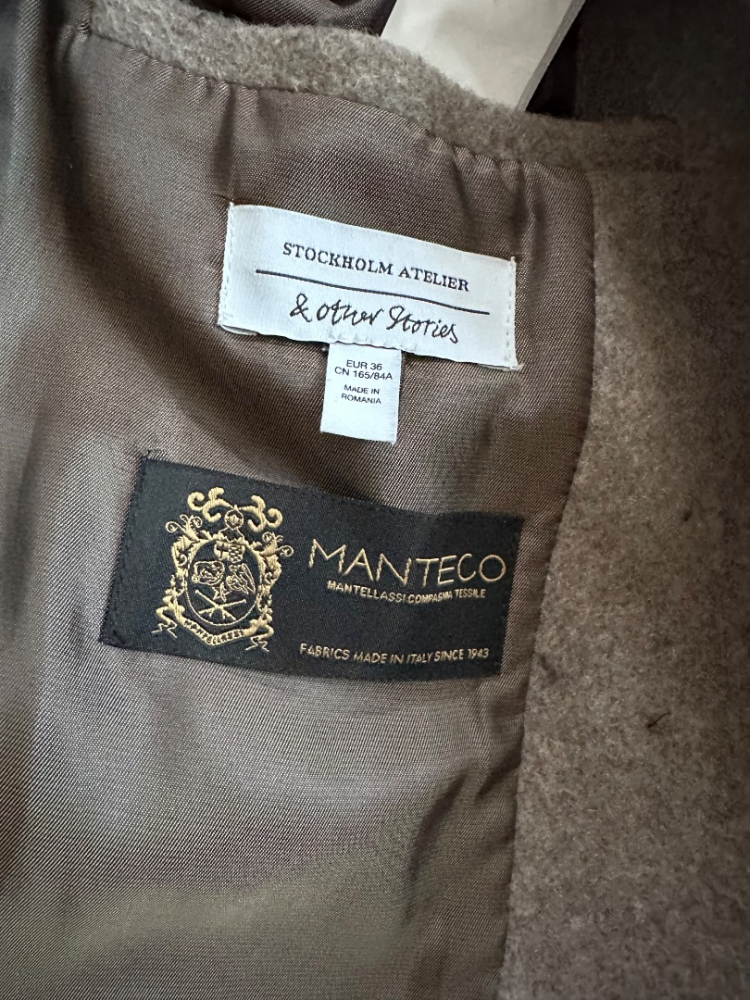 STOCKHOLM ATELIER
& other Stories
EUR 36
CN 165/84A
MADE IN
ROMANIA
MANTECO
MANTELLASSI COMPAGNIA TESSILE
MANTELLASSI
FABRICS MADE IN ITALY SINCE 1943